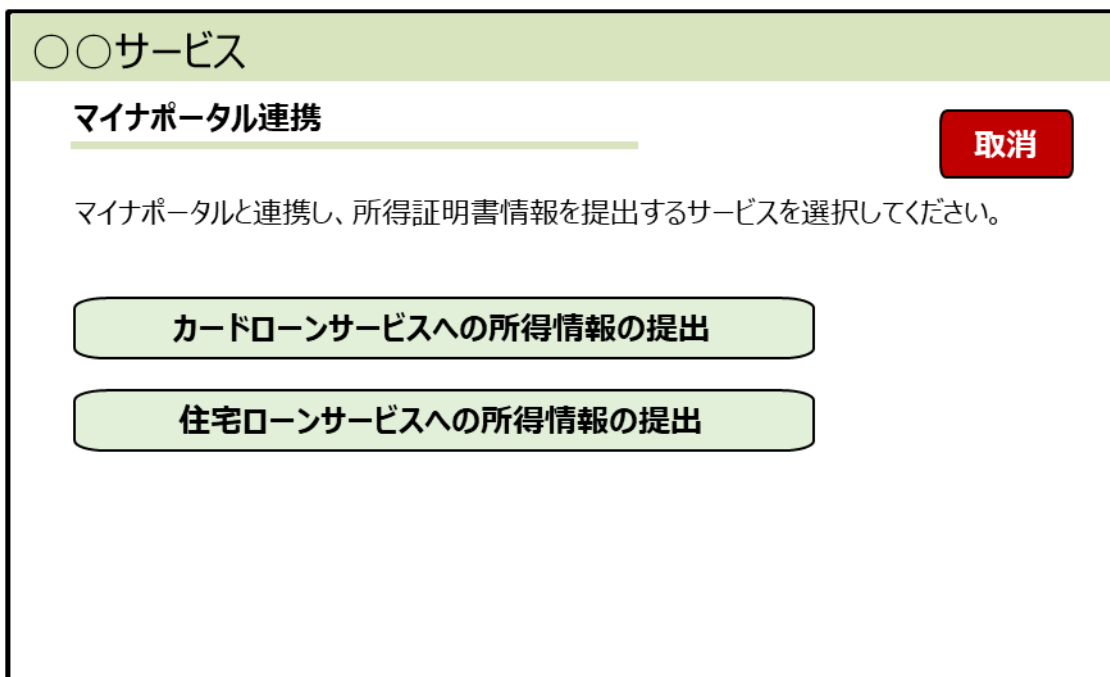 ○○サービス
マイナポータル連携
取消
マイナポータルと連携し、所得証明書情報を提出するサービスを選択してください。
カードローンサービスへの所得情報の提出
住宅ローンサービスへの所得情報の提出